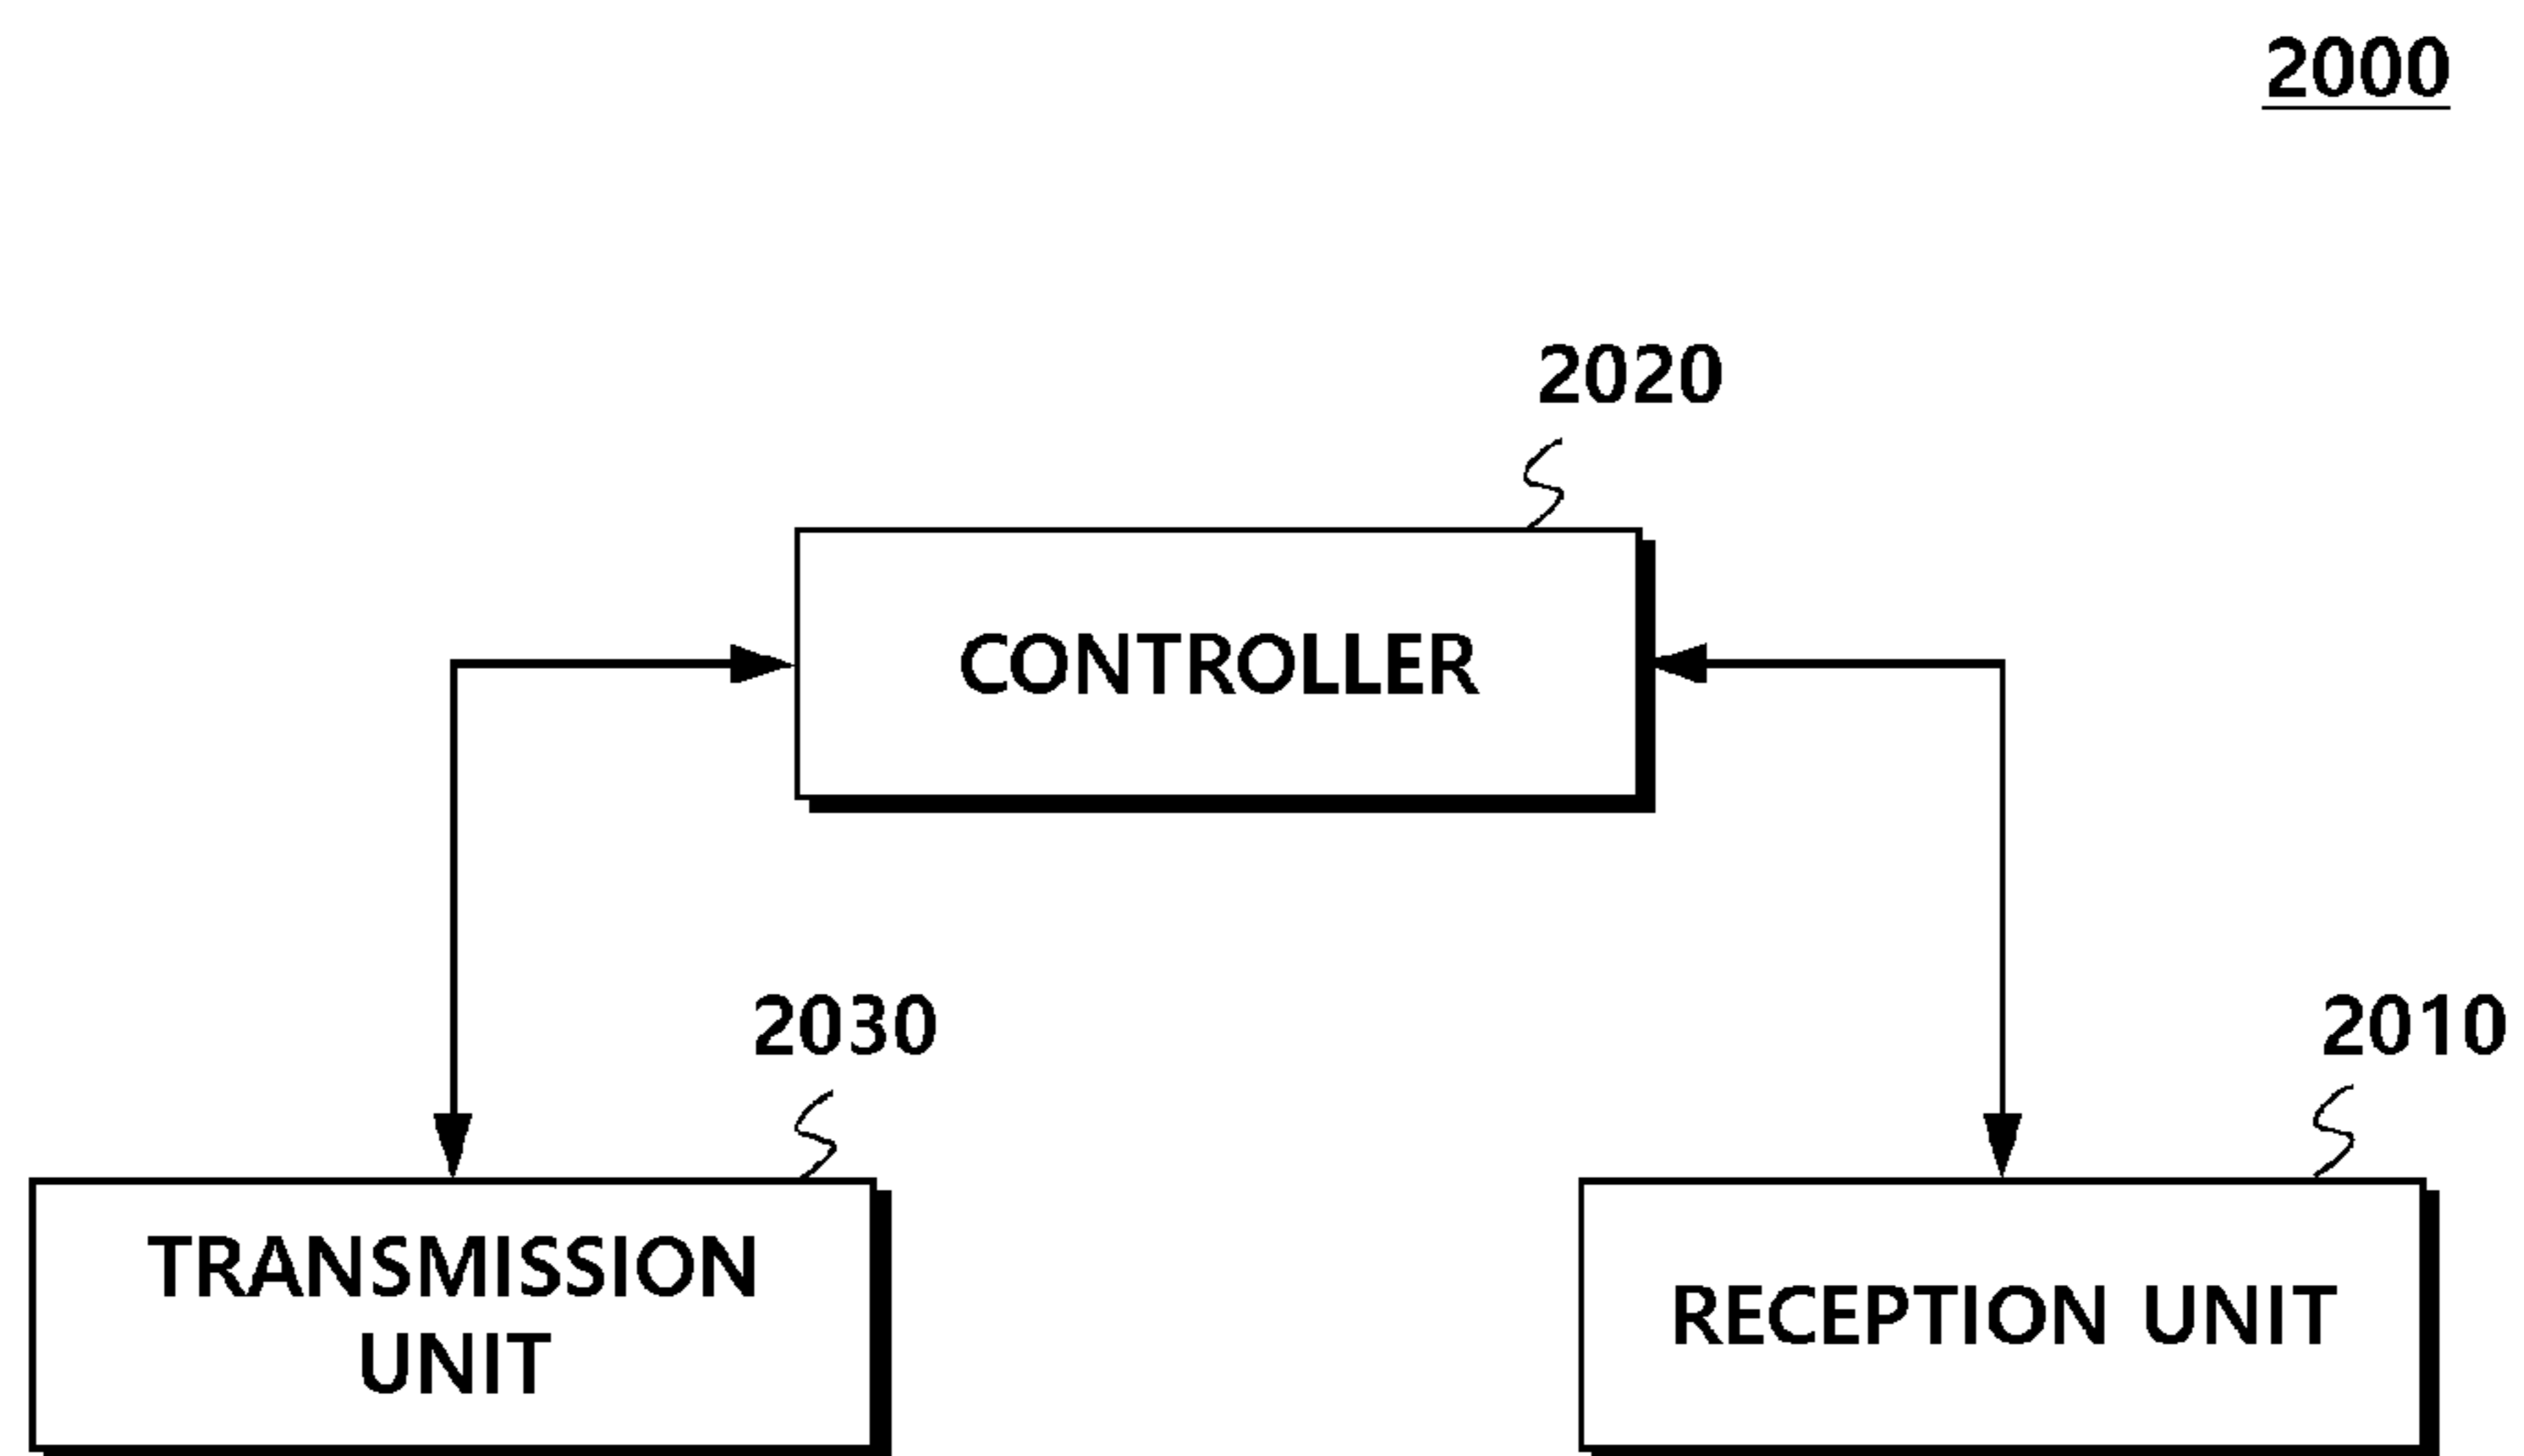 2000
2020
CONTROLLER
2030
2010
TRANSMISSION
UNIT
RECEPTION UNIT